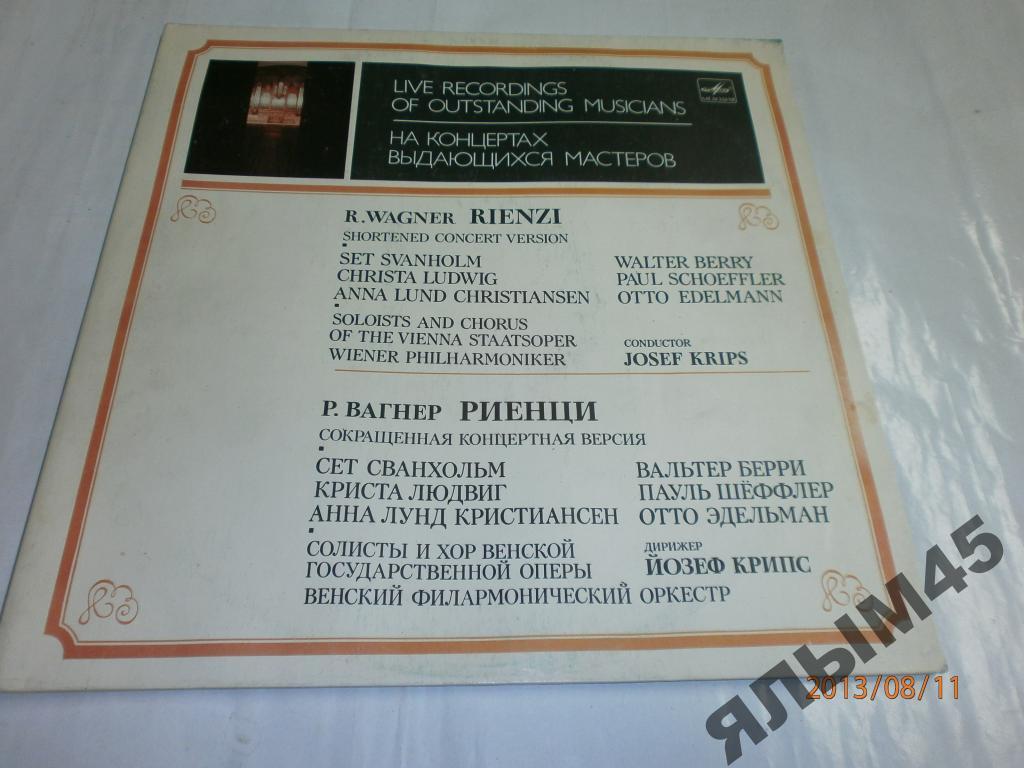 LIVE RECORDINGS
OF OUTSTANDING MUSICIANS
НА КОНЦЕРТАХ
ВЫДАЮЩИХСЯ МАСТЕРОВ
R. WAGNER RIENZI
SHORTENED CONCERT VERSION
SET SVANHOLM
CHRISTA LUDWIG
ANNA LUND CHRISTIANSEN
WALTER BERRY
PAUL SCHOEFFLER
OTTO EDELMANN
SOLOISTS AND CHORUS
OF THE VIENNA STAATSOPER
WIENER PHILHARMONIKER
CONDUCTOR
JOSEF KRIPS
Р. ВАГНЕР РИЕНЦИ
СОКРАЩЕННАЯ КОНЦЕРТНАЯ ВЕРСИЯ
СЕТ СВАНХОЛЬМ
КРИСТА ЛЮДВИГ
АННА ЛУНД КРИСТИАНСЕН
ВАЛЬТЕР БЕРРИ
ПАУЛЬ ШЁФФЛЕР
ОТТО ЭДЕЛЬМАН
СОЛИСТЫ И ХОР ВЕНСКОЙ
ГОСУДАРСТВЕННОЙ ОПЕРЫ
ВЕНСКИЙ ФИЛАРМОНИЧЕСКИЙ ОРКЕСТР
ДИРИЖЕР
ЙОЗЕФ КРИПС
ЯЛЫМ45
2013/08/11